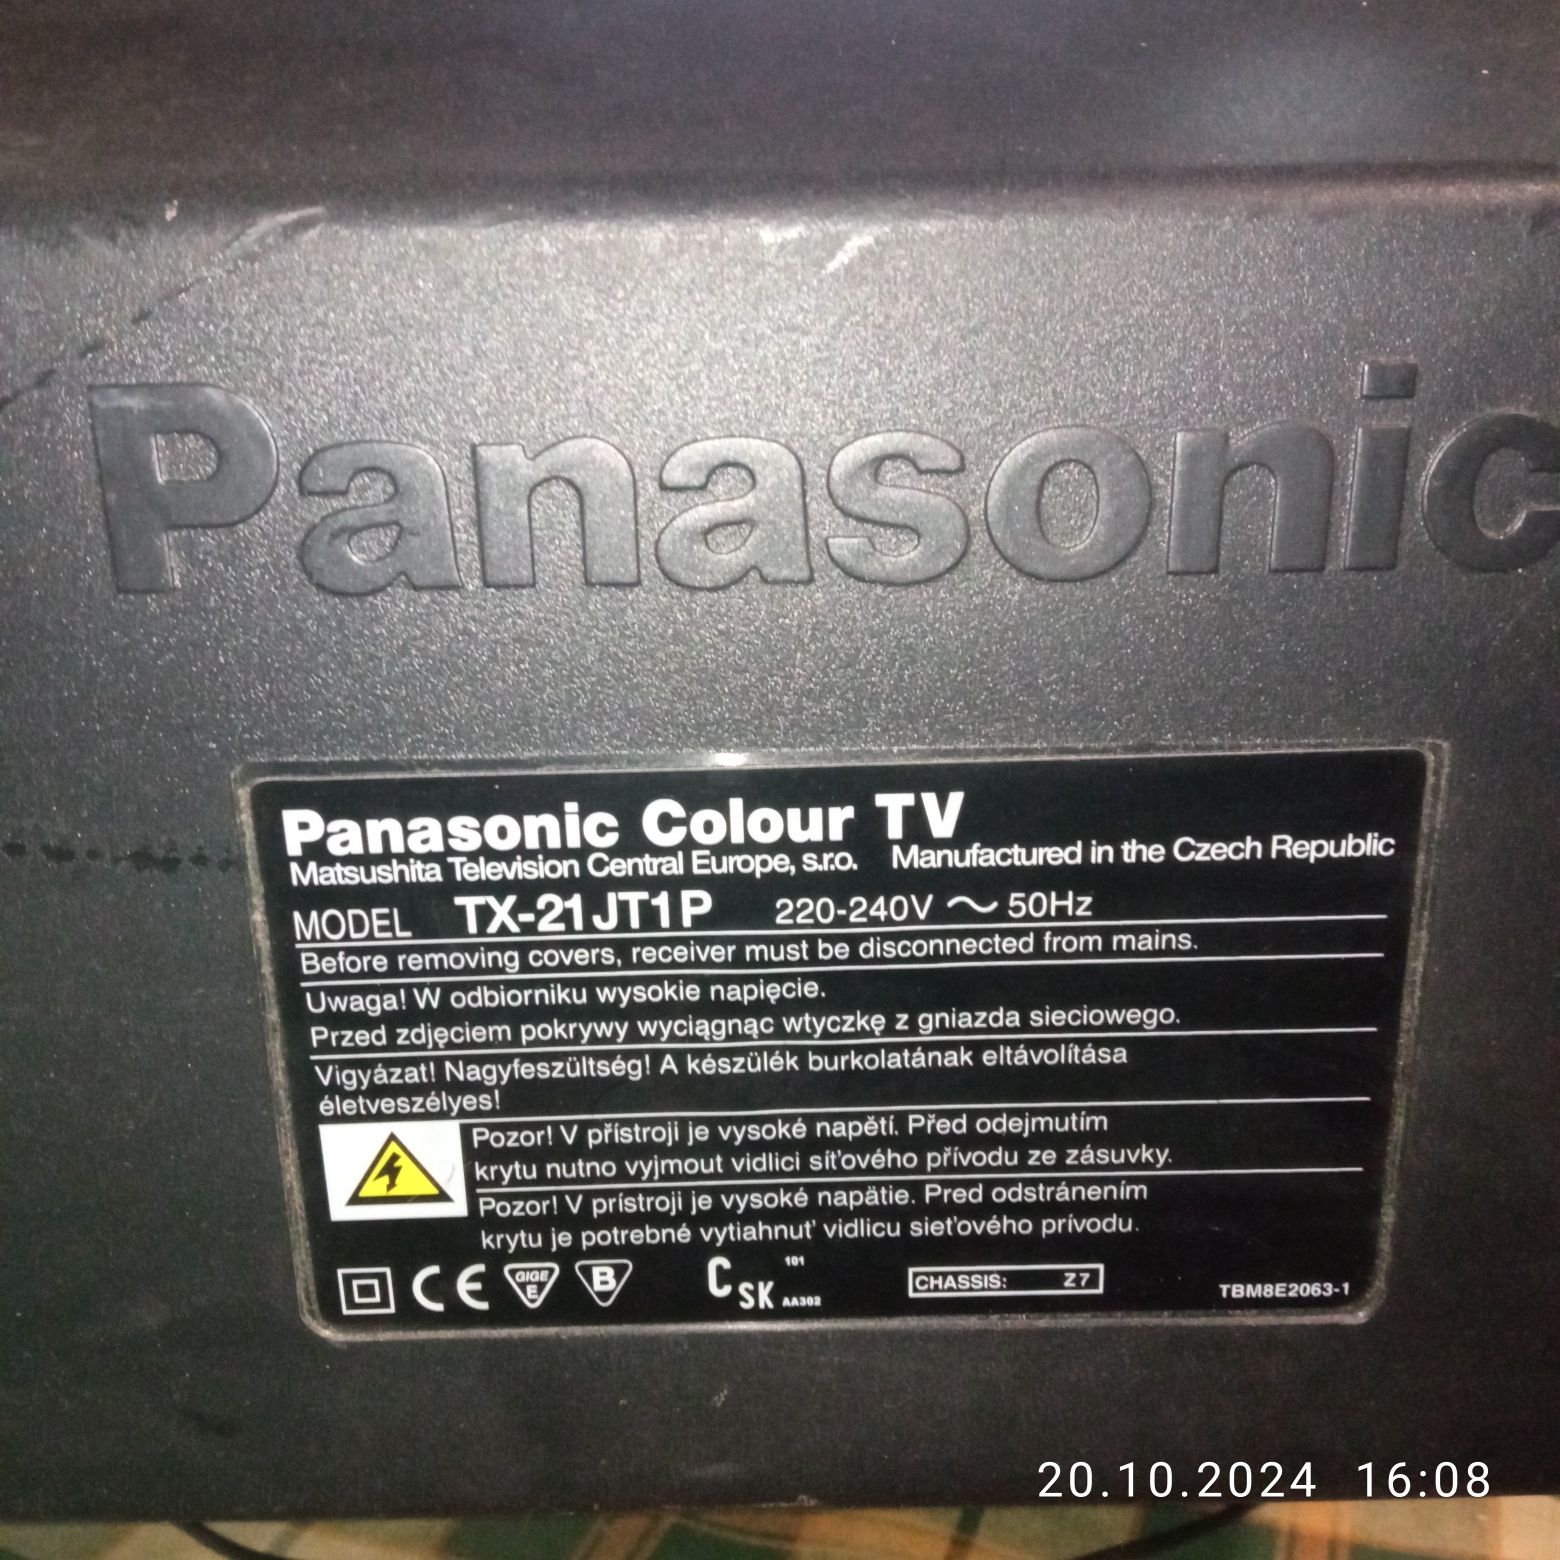 Panasonic
Panasonic Colour TV
Matsushita Television Central Europe, s.r.o. Manufactured in the Czech Republic
MODEL TX-21JT1P 220-240V ~ 50Hz
Before removing covers, receiver must be disconnected from mains.
Uwaga! W odbiorniku wysokie napięcie.
Przed zdjęciem pokrywy wyciągnąc wtyczkę z gniazda sieciowego.
Vigyázat! Nagyfeszültség! A készülék burkolatának eltávolítása
életveszélyes!
Pozor! V přístroji je vysoké napětí. Před odejmutím
krytu nutno vyjmout vidlici síťového přívodu ze zásuvky.
Pozor! V prístroji je vysoké napätie. Pred odstránením
krytu je potrebné vytiahnuť vidlicu sieťového prívodu.
CE GIGE E B CSK 101 AA302 CHASSIS: Z7 TBM8E2063-1
20.10.2024 16:08